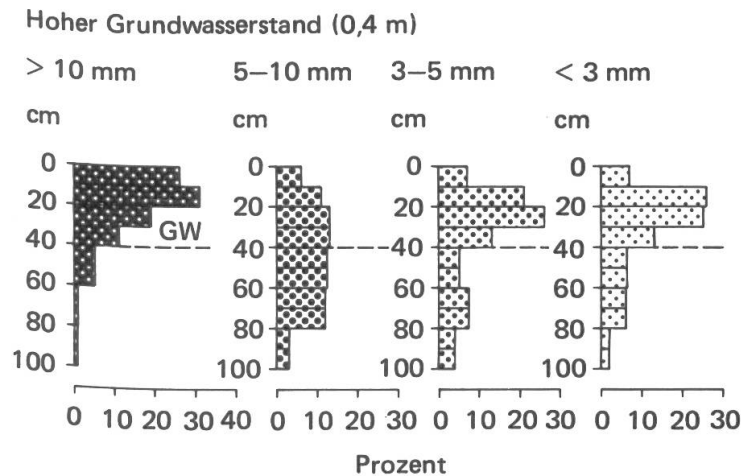 Hoher Grundwasserstand (0,4 m)
> 10 mm 5–10 mm 3–5 mm < 3 mm
cm cm cm cm
0 0 0 0
20 20 20 20
GW
40 40 40 40
60 60 60 60
80 80 80 80
100 100 100 100
0 10 20 30 40 0 10 20 30 0 10 20 30 0 10 20 30
Prozent